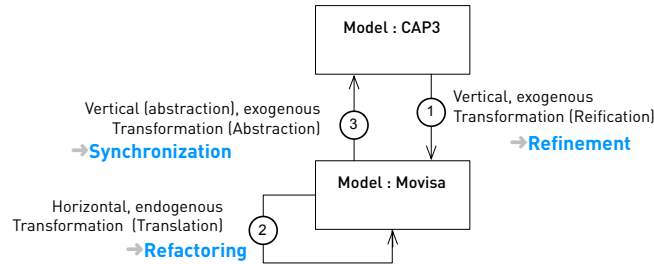 Model : CAP3
Vertical (abstraction), exogenous
Transformation (Abstraction)
➔Synchronization
3
1
Vertical, exogenous
Transformation (Reification)
➔Refinement
Model : Movisa
Horizontal, endogenous
Transformation (Translation)
➔Refactoring
2